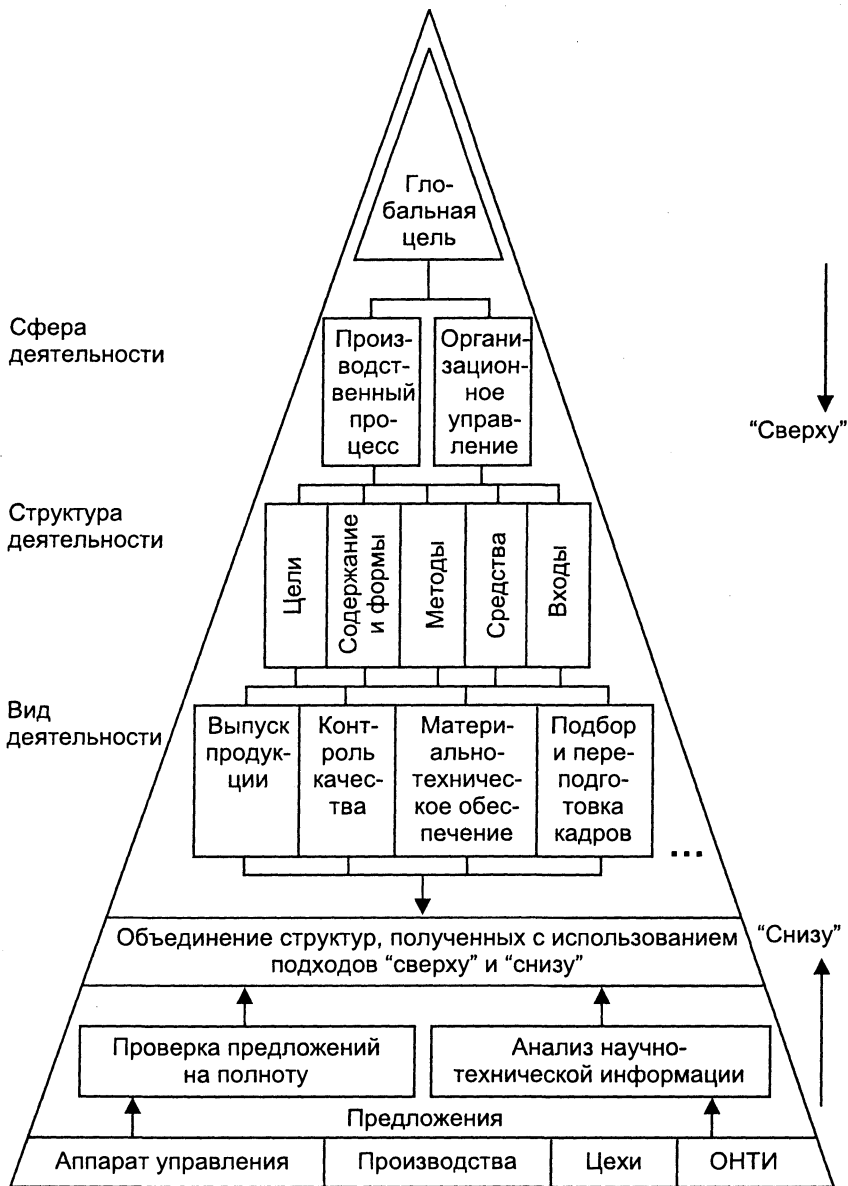 Гло-
бальная
цель
Сфера
деятельности
Произ-
водст-
венный
про-
цесс
Органи-
зацион-
ное
управ-
ление
“Сверху”
Структура
деятельности
Цели
Содержание
и формы
Методы
Средства
Входы
Вид
деятельности
Выпуск
продук-
ции
Конт-
роль
качес-
тва
Матери-
ально-
техничес-
кое обес-
печение
Подбор
и пере-
подго-
товка
кадров
...
Объединение структур, полученных с использованием
подходов “сверху” и “снизу”
“Снизу”
Проверка предложений
на полноту
Анализ научно-
технической информации
Предложения
Аппарат управления
Производства
Цехи
ОНТИ